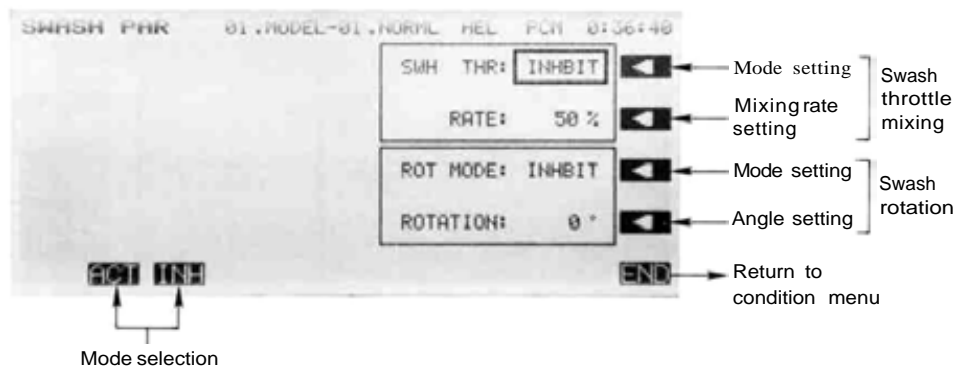 SWASH PAR 01.MODEL-01.NORML HEL PCM 0:36:40
SWH THR: INHBIT
Mode setting
RATE: 50 %
Mixing rate
setting
Swash
throttle
mixing
ROT MODE: INHBIT
Mode setting
ROTATION: 0 °
Angle setting
Swash
rotation
ACT INH
END
Return to
condition menu
Mode selection